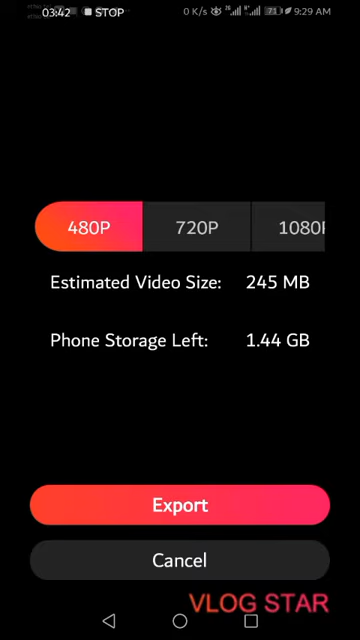 03:42 STOP 0 K/s 71 9:29 AM
480P 720P 1080P
Estimated Video Size: 245 MB
Phone Storage Left: 1.44 GB
Export
Cancel
VLOG STAR